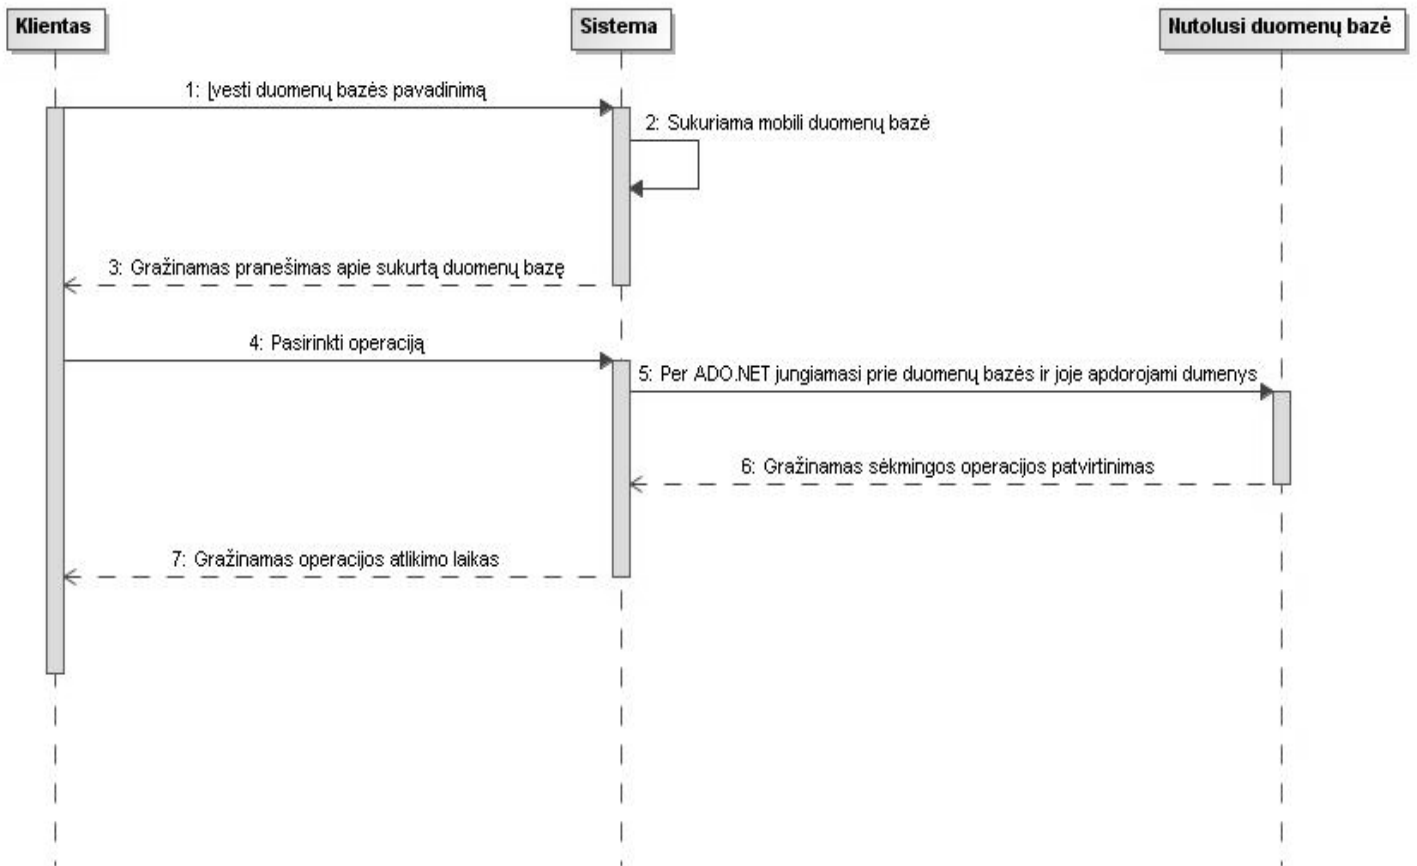 Klientas
Sistema
Nutolusi duomenų bazė
1: Įvesti duomenų bazės pavadinimą
2: Sukuriama mobili duomenų bazė
3: Gražinamas pranešimas apie sukurtą duomenų bazę
4: Pasirinkti operaciją
5: Per ADO.NET jungiamasi prie duomenų bazės ir joje apdorojami dumenys
6: Gražinamas sėkmingos operacijos patvirtinimas
7: Gražinamas operacijos atlikimo laikas